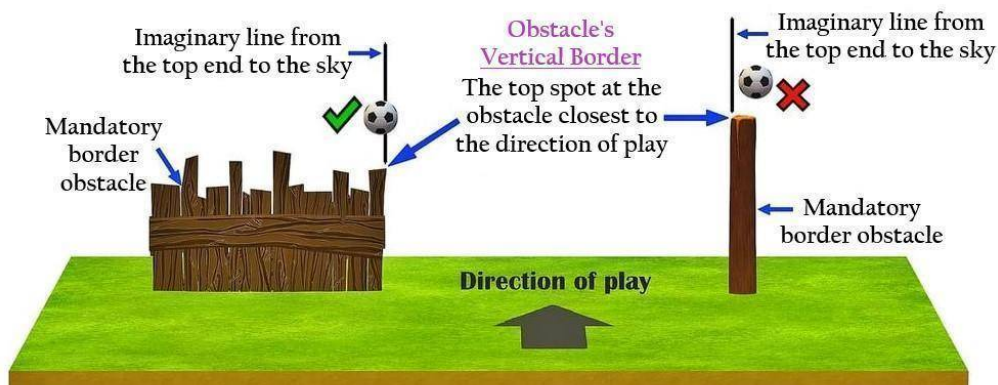 Imaginary line from
the top end to the sky
Obstacle's
Vertical Border
The top spot at the
obstacle closest to
the direction of play
Imaginary line from
the top end to the sky
Mandatory
border
obstacle
Mandatory
border obstacle
Direction of play